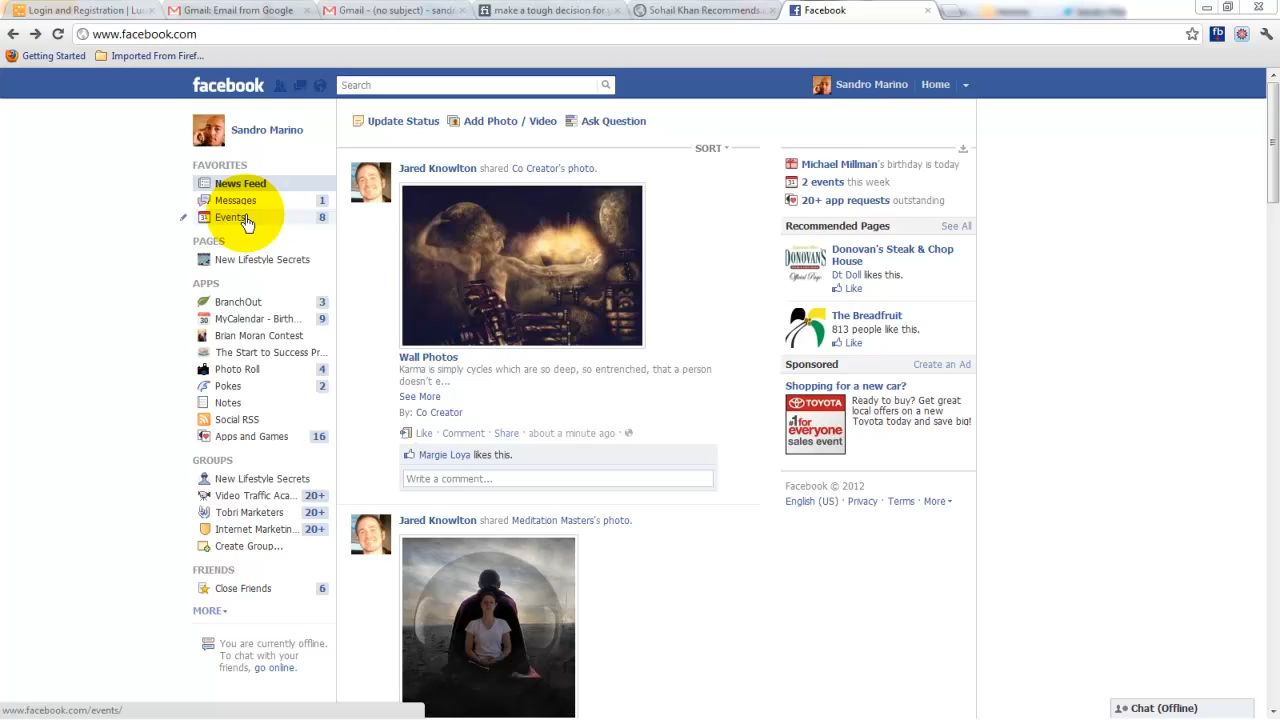 Login and Registration | Lu
Gmail: Email from Google
Gmail - (no subject) - sanda
make a tough decision for y
Sohail Khan Recommends
Facebook
www.facebook.com
Getting Started
Imported From Firef...
facebook
Search
Sandro Marino
Home
Sandro Marino
FAVORITES
News Feed
Messages 1
Events 8
PAGES
New Lifestyle Secrets
APPS
BranchOut 3
MyCalendar - Birth... 9
Brian Moran Contest
The Start to Success Pr...
Photo Roll 4
Pokes 2
Notes
Social RSS
Apps and Games 16
GROUPS
New Lifestyle Secrets
Video Traffic Aca... 20+
Tobri Marketers 20+
Internet Marketin... 20+
Create Group...
FRIENDS
Close Friends 6
MORE
You are currently offline.
To chat with your
friends, go online.
www.facebook.com/events/
Update Status Add Photo / Video Ask Question
SORT
Jared Knowlton shared Co Creator's photo.
Wall Photos
Karma is simply cycles which are so deep, so entrenched, that a person
doesn't e...
See More
By: Co Creator
Like · Comment · Share · about a minute ago ·
Margie Loya likes this.
Write a comment...
Jared Knowlton shared Meditation Masters's photo.
Michael Millman's birthday is today
31 2 events this week
20+ app requests outstanding
Recommended Pages See All
DONOVAN'S
Official Page
Donovan's Steak & Chop
House
Dt Doll likes this.
Like
The Breadfruit
813 people like this.
Like
Sponsored Create an Ad
Shopping for a new car?
TOYOTA
#1 for
everyone
sales event
Ready to buy? Get great
local offers on a new
Toyota today and save big!
Facebook © 2012
English (US) · Privacy · Terms · More
Chat (Offline)